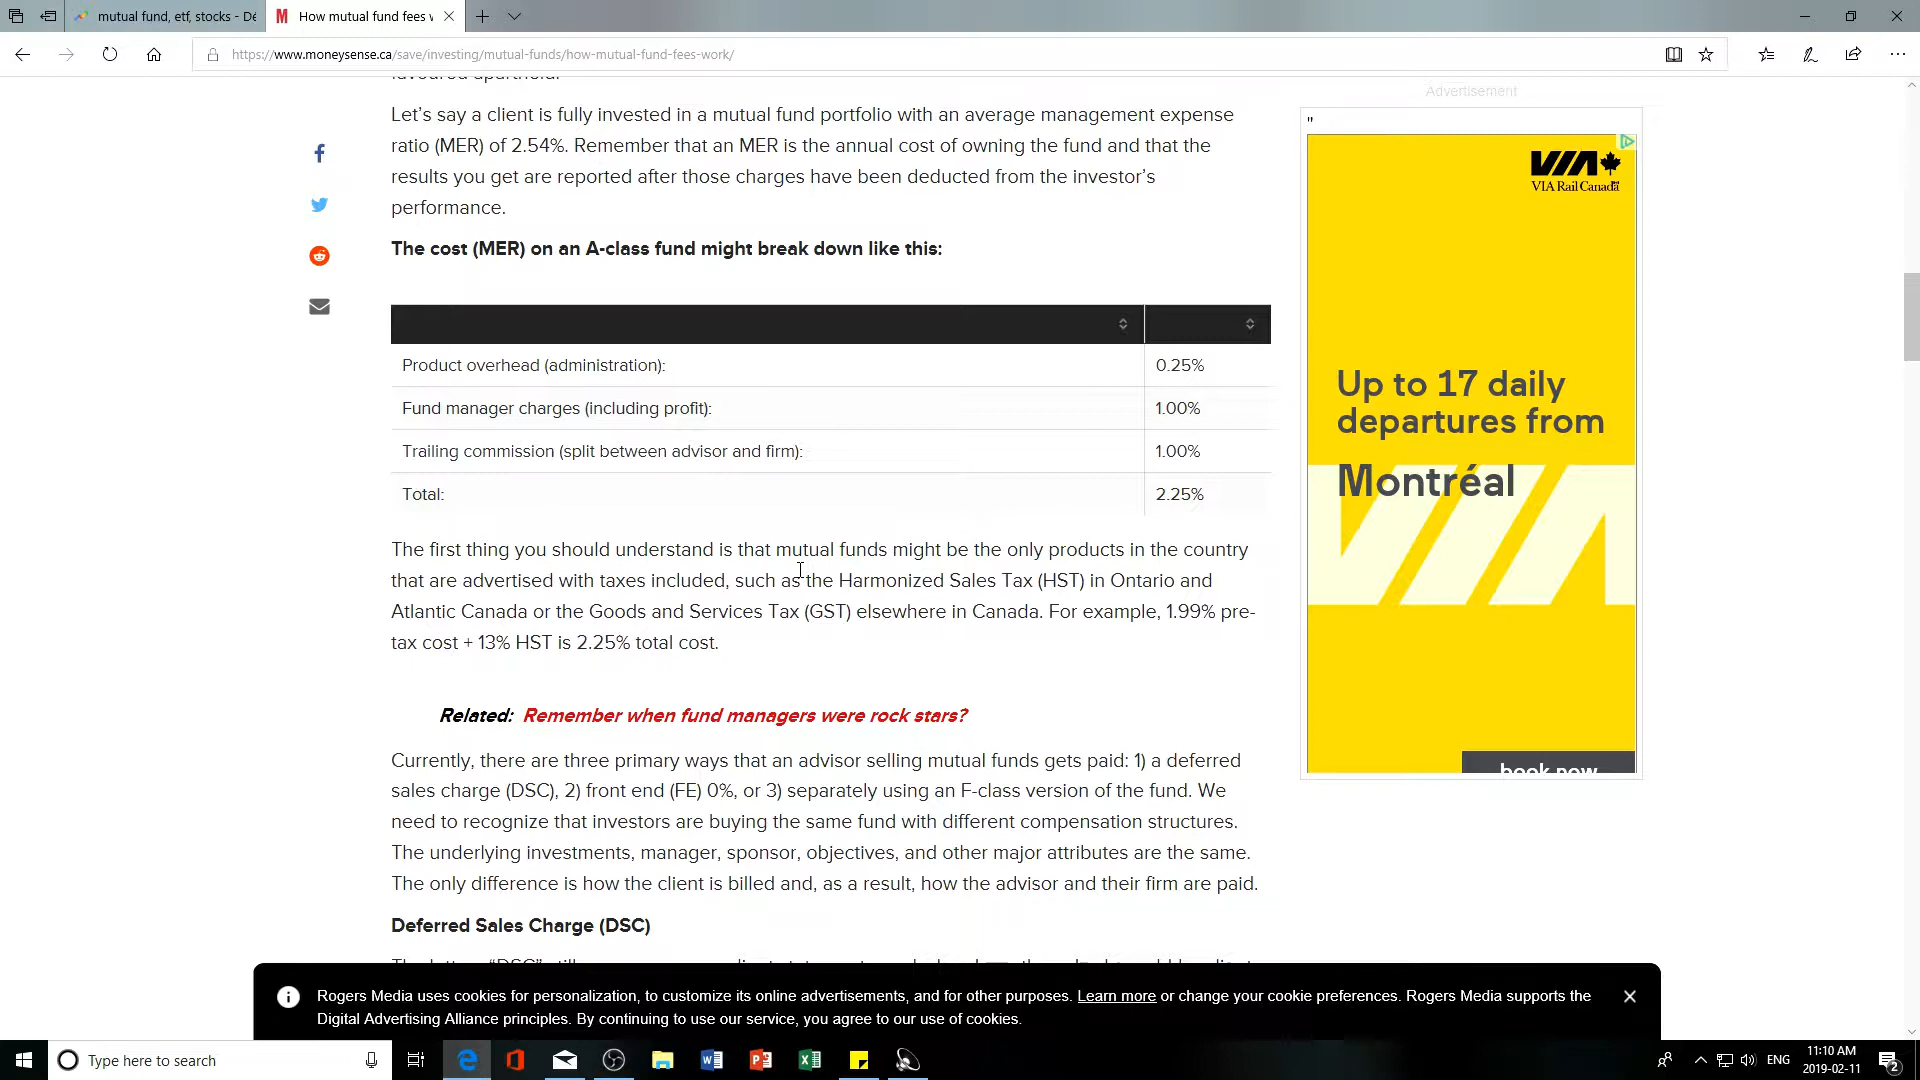 mutual fund, etf, stocks - De
How mutual fund fees w
https://www.moneysense.ca/save/investing/mutual-funds/how-mutual-fund-fees-work/
favoured apartheid.
Advertisement
Let’s say a client is fully invested in a mutual fund portfolio with an average management expense
ratio (MER) of 2.54%. Remember that an MER is the annual cost of owning the fund and that the
results you get are reported after those charges have been deducted from the investor’s
performance.
The cost (MER) on an A-class fund might break down like this:
Product overhead (administration): 0.25%
Fund manager charges (including profit): 1.00%
Trailing commission (split between advisor and firm): 1.00%
Total: 2.25%
The first thing you should understand is that mutual funds might be the only products in the country
that are advertised with taxes included, such as the Harmonized Sales Tax (HST) in Ontario and
Atlantic Canada or the Goods and Services Tax (GST) elsewhere in Canada. For example, 1.99% pre-
tax cost + 13% HST is 2.25% total cost.
Related: Remember when fund managers were rock stars?
Currently, there are three primary ways that an advisor selling mutual funds gets paid: 1) a deferred
sales charge (DSC), 2) front end (FE) 0%, or 3) separately using an F-class version of the fund. We
need to recognize that investors are buying the same fund with different compensation structures.
The underlying investments, manager, sponsor, objectives, and other major attributes are the same.
The only difference is how the client is billed and, as a result, how the advisor and their firm are paid.
Deferred Sales Charge (DSC)
"
VIA
VIA Rail Canada
Up to 17 daily
departures from
Montréal
VIA
book now
Rogers Media uses cookies for personalization, to customize its online advertisements, and for other purposes. Learn more or change your cookie preferences. Rogers Media supports the
Digital Advertising Alliance principles. By continuing to use our service, you agree to our use of cookies.
Type here to search
ENG
11:10 AM
2019-02-11
2